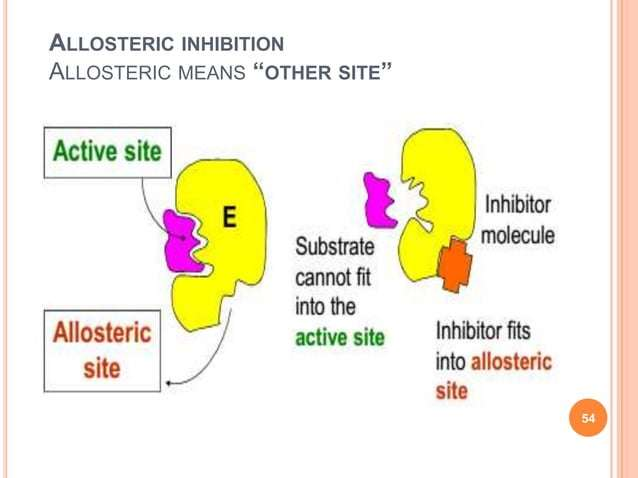 ALLOSTERIC INHIBITION
ALLOSTERIC MEANS “OTHER SITE”
Active site
E
Allosteric
site
Substrate
cannot fit
into the
active site
Inhibitor
molecule
Inhibitor fits
into allosteric
site
54